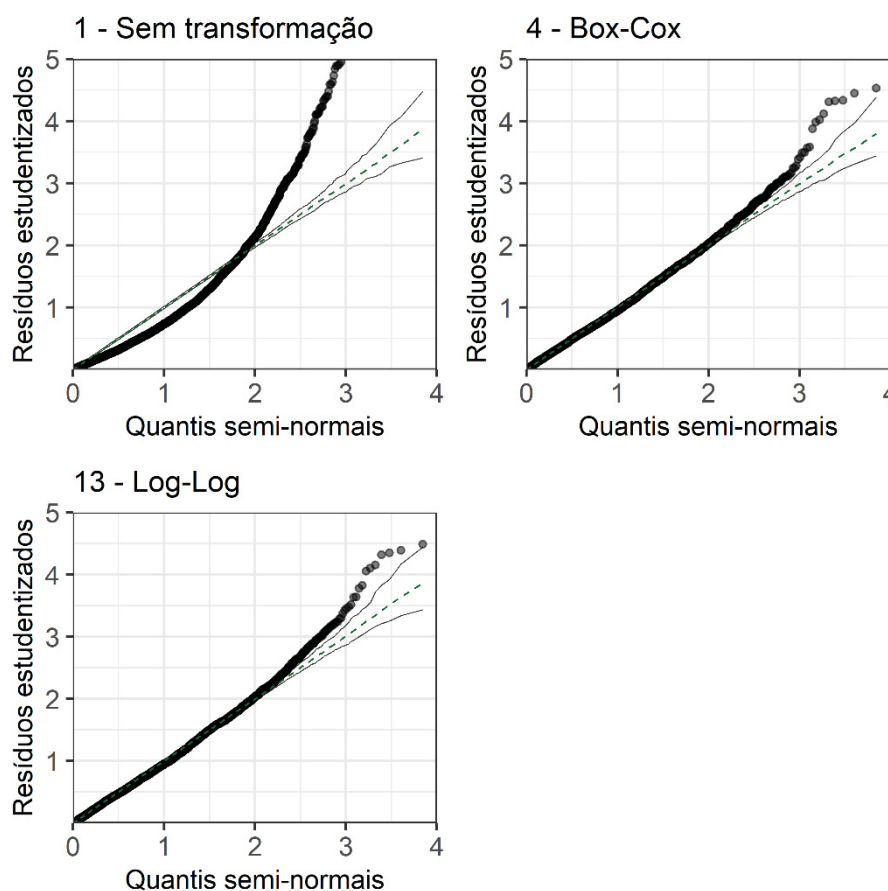 1 - Sem transformação
5
4
3
2
1
0 1 2 3 4
Resíduos estudentizados
Quantis semi-normais
4 - Box-Cox
5
4
3
2
1
0 1 2 3 4
Resíduos estudentizados
Quantis semi-normais
13 - Log-Log
5
4
3
2
1
0 1 2 3 4
Resíduos estudentizados
Quantis semi-normais